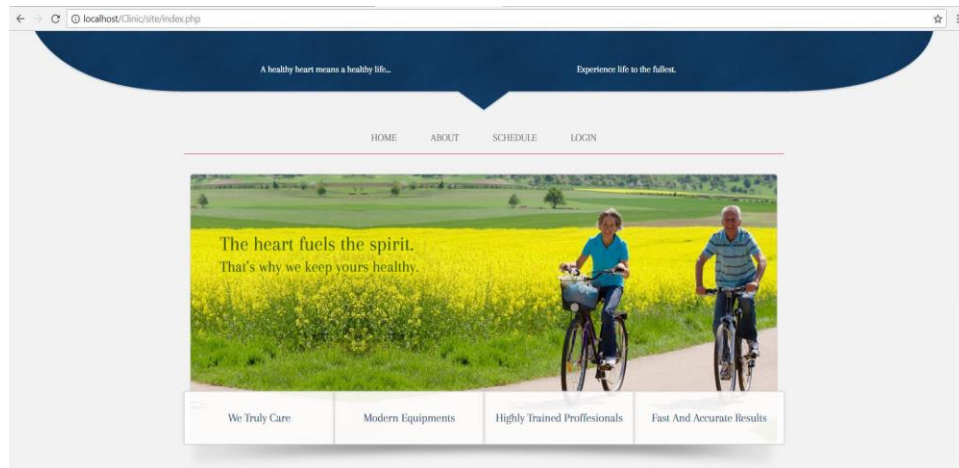 localhost/Clinic/site/index.php
A healthy heart means a healthy life... Experience life to the fullest.
HOME ABOUT SCHEDULE LOGIN
The heart fuels the spirit.
That's why we keep yours healthy.
We Truly Care Modern Equipments Highly Trained Proffesionals Fast And Accurate Results